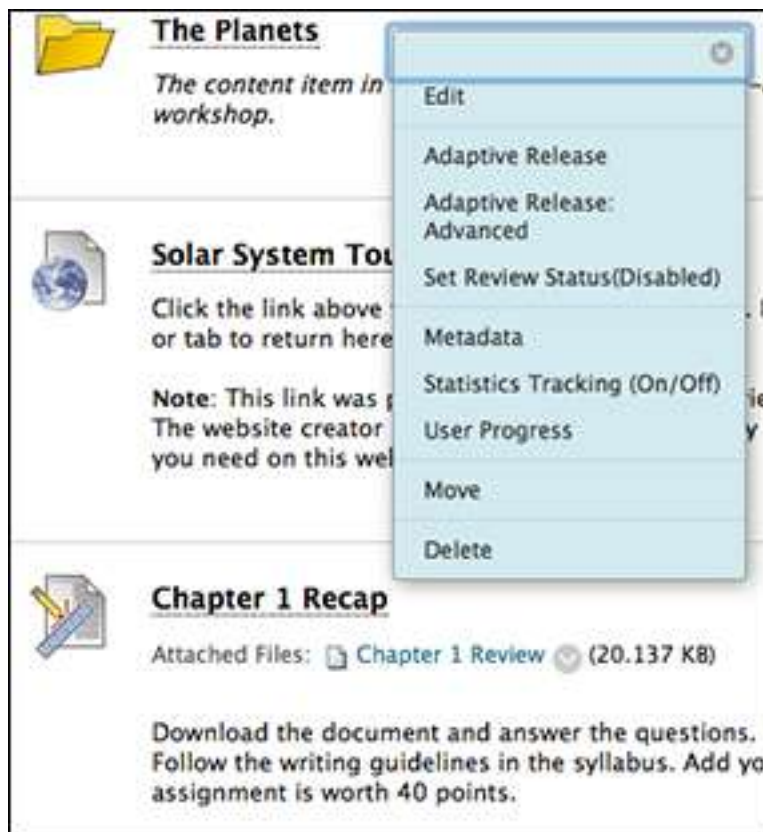 The Planets
The content item in
workshop.
Edit
Adaptive Release
Adaptive Release:
Advanced
Set Review Status(Disabled)
Metadata
Statistics Tracking (On/Off)
User Progress
Move
Delete
Solar System Tou
Click the link above
or tab to return here
Note: This link was p
The website creator
you need on this wel
Chapter 1 Recap
Attached Files: Chapter 1 Review (20.137 KB)
Download the document and answer the questions.
Follow the writing guidelines in the syllabus. Add yo
assignment is worth 40 points.